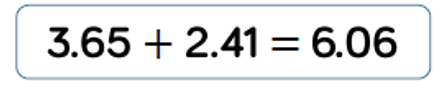 3.65 + 2.41 = 6.06